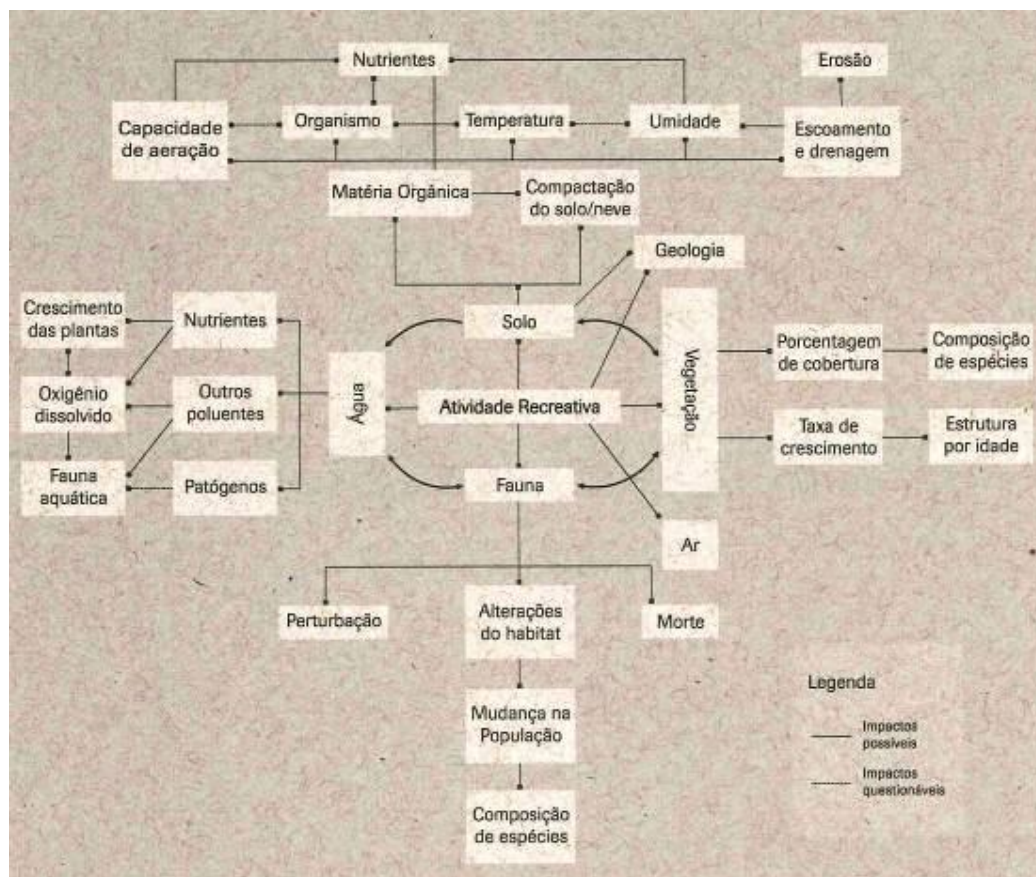 Nutrientes
Erosão
Capacidade
de aeração
Organismo
Temperatura
Umidade
Escoamento
e drenagem
Matéria Orgânica
Compactação
do solo/neve
Geologia
Crescimento
das plantas
Nutrientes
Solo
Vegetação
Porcentagem
de cobertura
Composição
de espécies
Oxigênio
dissolvido
Outros
poluentes
Água
Atividade Recreativa
Taxa de
crescimento
Estrutura
por idade
Fauna
aquática
Patógenos
Fauna
Ar
Perturbação
Alterações
do habitat
Morte
Mudança na
População
Composição
de espécies
Legenda
Impactos
possíveis
Impactos
questionáveis